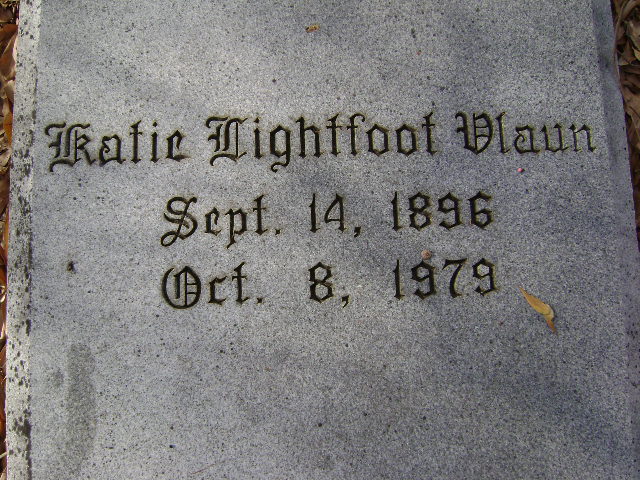 Katie Lightfoot Vlaun
Sept. 14, 1896
Oct. 8, 1979